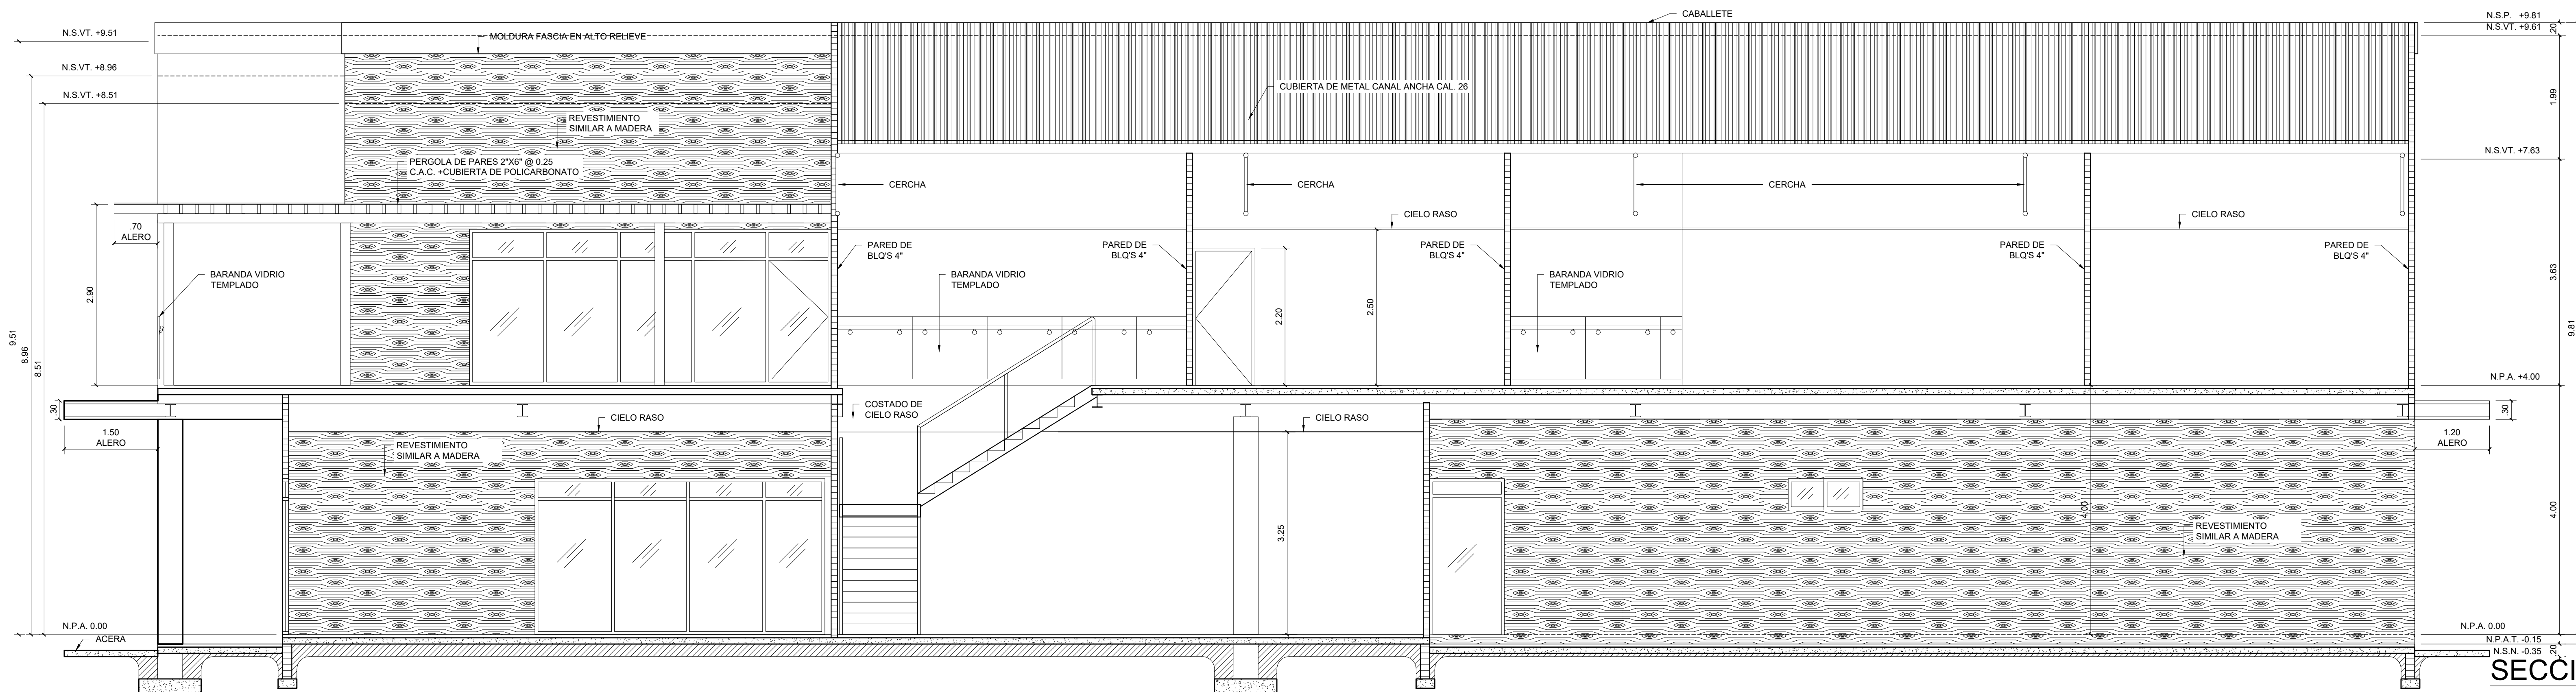 CABALLETE
N.S.P. +9.81
N.S.VT. +9.61
20
N.S.VT. +9.51
MOLDURA FASCIA EN ALTO RELIEVE
N.S.VT. +8.96
N.S.VT. +8.51
CUBIERTA DE METAL CANAL ANCHA CAL. 26
1.99
REVESTIMIENTO
SIMILAR A MADERA
N.S.VT. +7.63
PERGOLA DE PARES 2"X6" @ 0.25
C.A.C. +CUBIERTA DE POLICARBONATO
CERCHA
CERCHA
CERCHA
CIELO RASO
CIELO RASO
.70
ALERO
PARED DE
BLQ'S 4"
PARED DE
BLQ'S 4"
PARED DE
BLQ'S 4"
PARED DE
BLQ'S 4"
PARED DE
BLQ'S 4"
BARANDA VIDRIO
TEMPLADO
BARANDA VIDRIO
TEMPLADO
BARANDA VIDRIO
TEMPLADO
2.90
2.20
2.50
3.63
9.51
8.96
8.51
9.81
N.P.A. +4.00
.30
COSTADO DE
CIELO RASO
CIELO RASO
CIELO RASO
.30
1.50
ALERO
1.20
ALERO
REVESTIMIENTO
SIMILAR A MADERA
3.25
4.00
4.00
REVESTIMIENTO
SIMILAR A MADERA
N.P.A. 0.00
ACERA
N.P.A. 0.00
N.P.A.T. -0.15
N.S.N. -0.35
20
SECCI